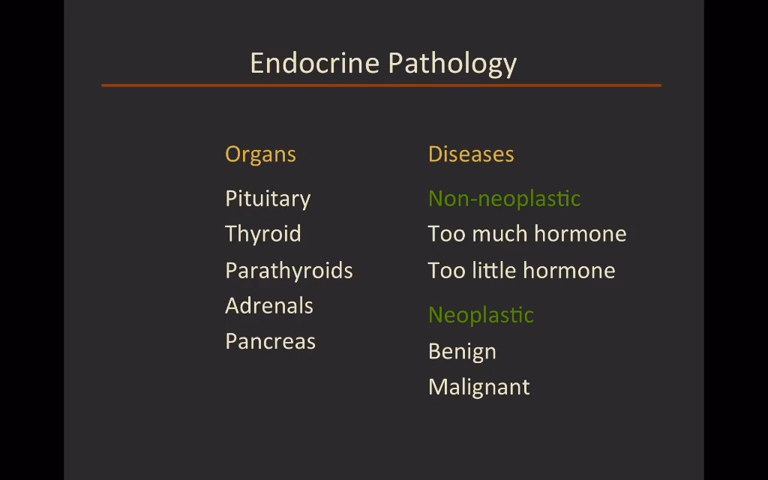 Endocrine Pathology
Organs
Pituitary
Thyroid
Parathyroids
Adrenals
Pancreas
Diseases
Non-neoplastic
Too much hormone
Too little hormone
Neoplastic
Benign
Malignant